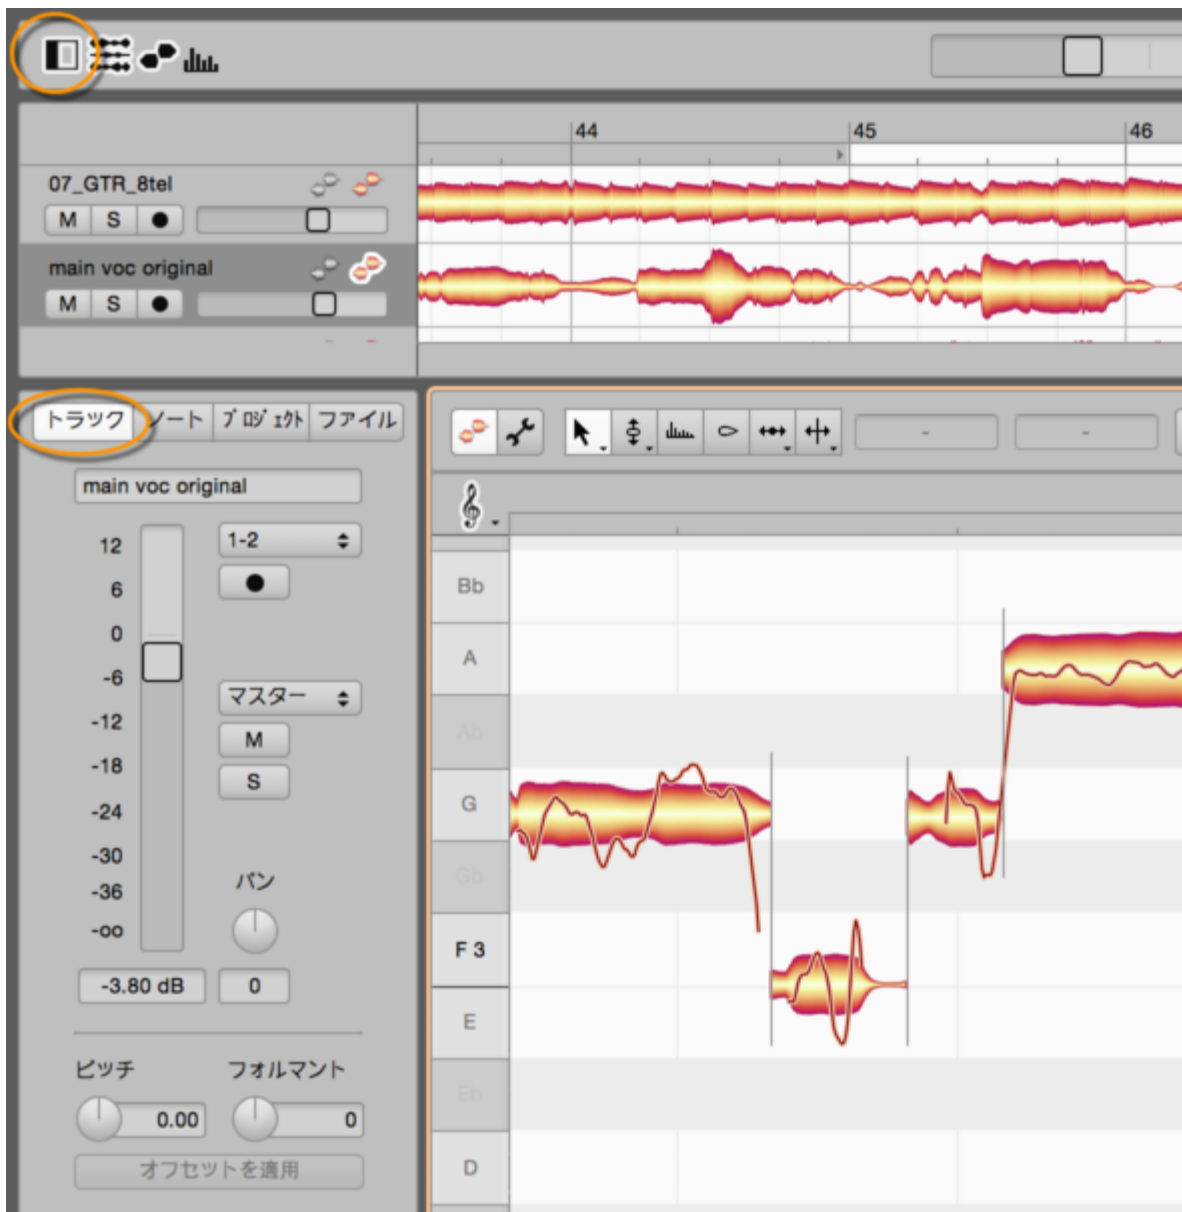 44 45 46
07_GTR_8tel
M S
main voc original
M S
トラック ノート プロジェクト ファイル
- -
main voc original
12 1-2
6
0
-6
マスター
-12
M
-18
S
-24
-30
パン
-36
-oo
-3.80 dB 0
ピッチ フォルマント
0.00 0
オフセットを適用
Bb
A
Ab
G
Gb
F 3
E
Eb
D